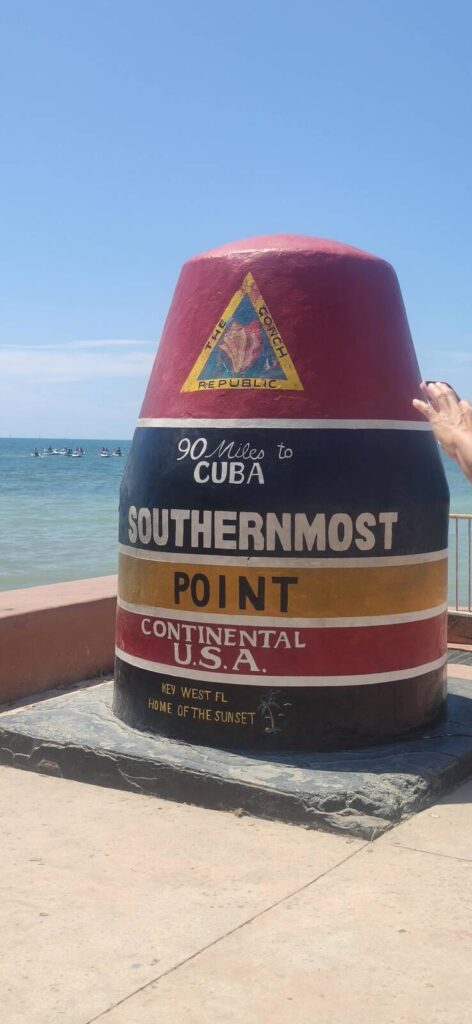 THE CONCH
REPUBLIC
90 Miles to
CUBA
SOUTHERNMOST
POINT
CONTINENTAL
U.S.A.
KEY WEST FL
HOME OF THE SUNSET